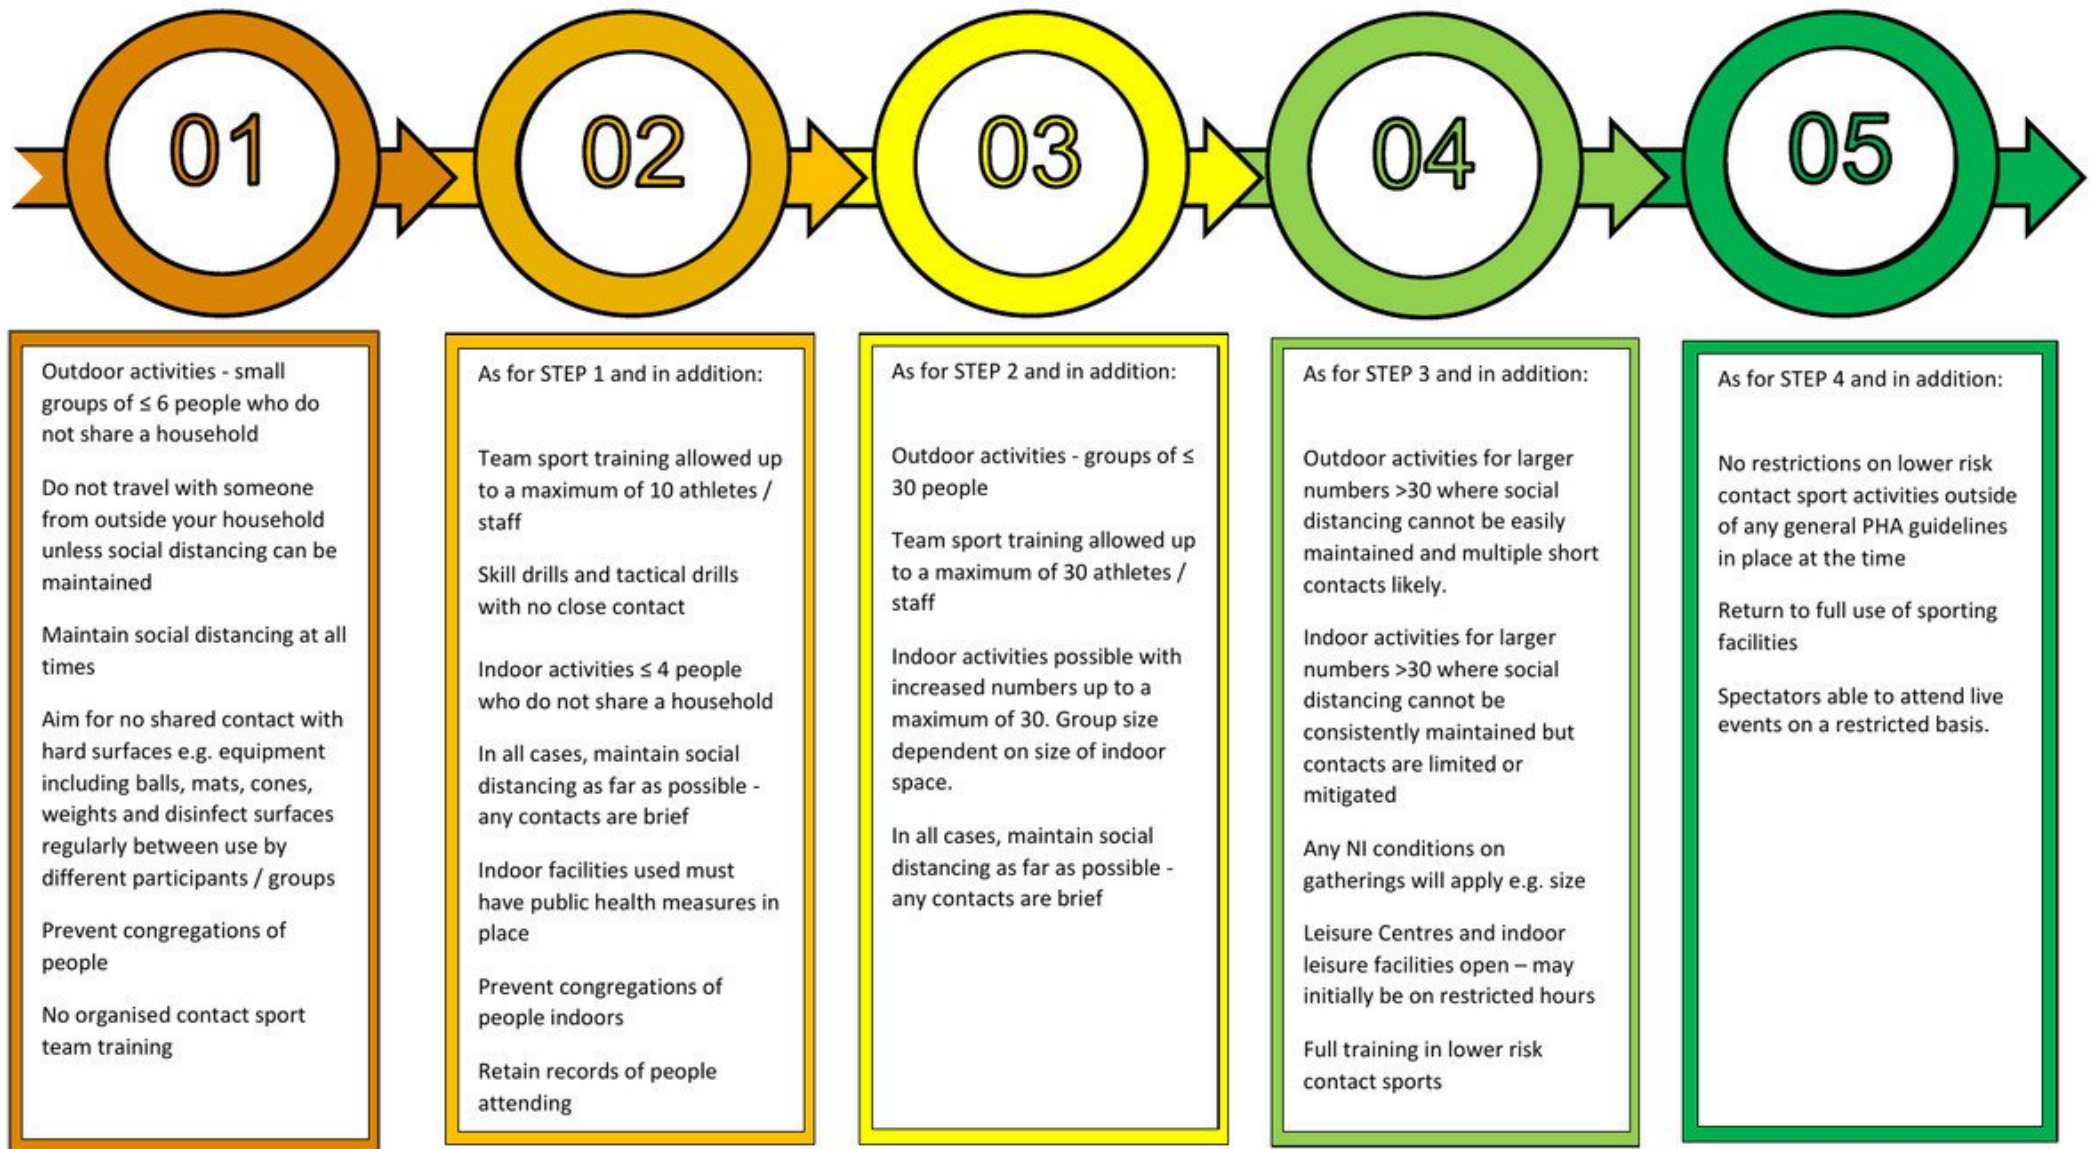 01
02
03
04
05
Outdoor activities - small
groups of ≤ 6 people who do
not share a household
Do not travel with someone
from outside your household
unless social distancing can be
maintained
Maintain social distancing at all
times
Aim for no shared contact with
hard surfaces e.g. equipment
including balls, mats, cones,
weights and disinfect surfaces
regularly between use by
different participants / groups
Prevent congregations of
people
No organised contact sport
team training
As for STEP 1 and in addition:
Team sport training allowed up
to a maximum of 10 athletes /
staff
Skill drills and tactical drills
with no close contact
Indoor activities ≤ 4 people
who do not share a household
In all cases, maintain social
distancing as far as possible -
any contacts are brief
Indoor facilities used must
have public health measures in
place
Prevent congregations of
people indoors
Retain records of people
attending
As for STEP 2 and in addition:
Outdoor activities - groups of ≤
30 people
Team sport training allowed up
to a maximum of 30 athletes /
staff
Indoor activities possible with
increased numbers up to a
maximum of 30. Group size
dependent on size of indoor
space.
In all cases, maintain social
distancing as far as possible -
any contacts are brief
As for STEP 3 and in addition:
Outdoor activities for larger
numbers >30 where social
distancing cannot be easily
maintained and multiple short
contacts likely.
Indoor activities for larger
numbers >30 where social
distancing cannot be
consistently maintained but
contacts are limited or
mitigated
Any NI conditions on
gatherings will apply e.g. size
Leisure Centres and indoor
leisure facilities open – may
initially be on restricted hours
Full training in lower risk
contact sports
As for STEP 4 and in addition:
No restrictions on lower risk
contact sport activities outside
of any general PHA guidelines
in place at the time
Return to full use of sporting
facilities
Spectators able to attend live
events on a restricted basis.